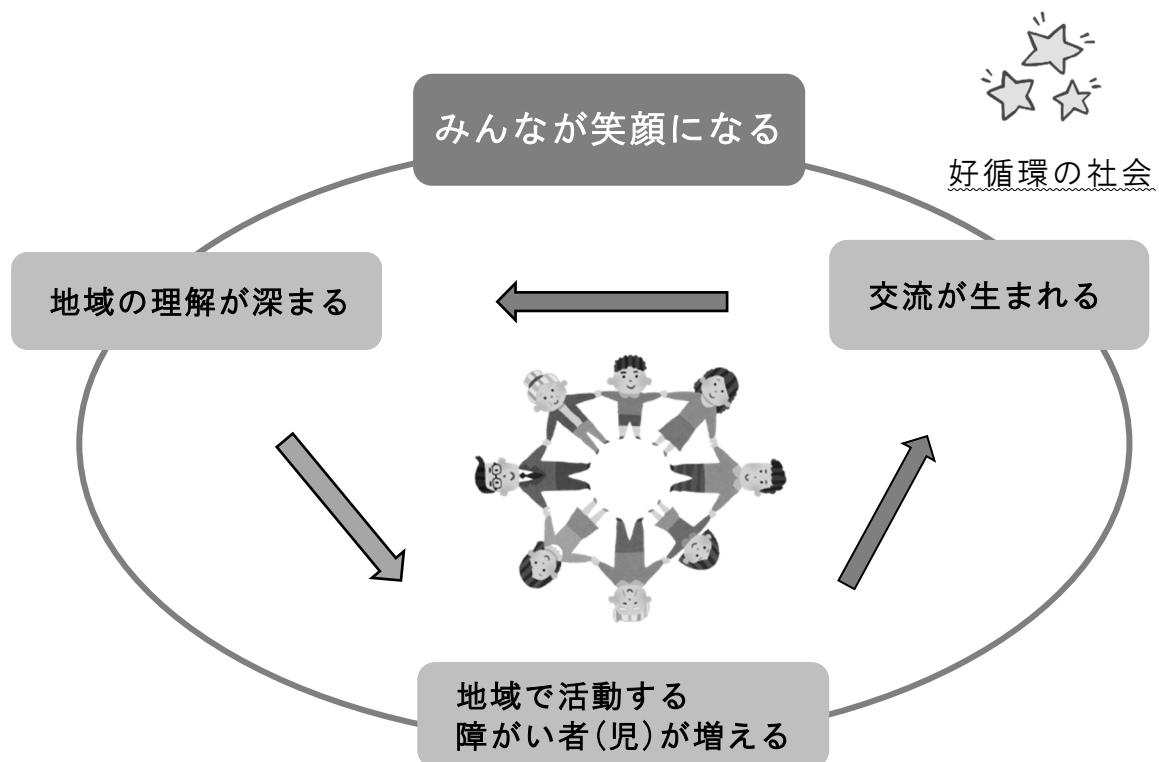 みんなが笑顔になる
好循環の社会
地域の理解が深まる
交流が生まれる
地域で活動する
障がい者(児)が増える